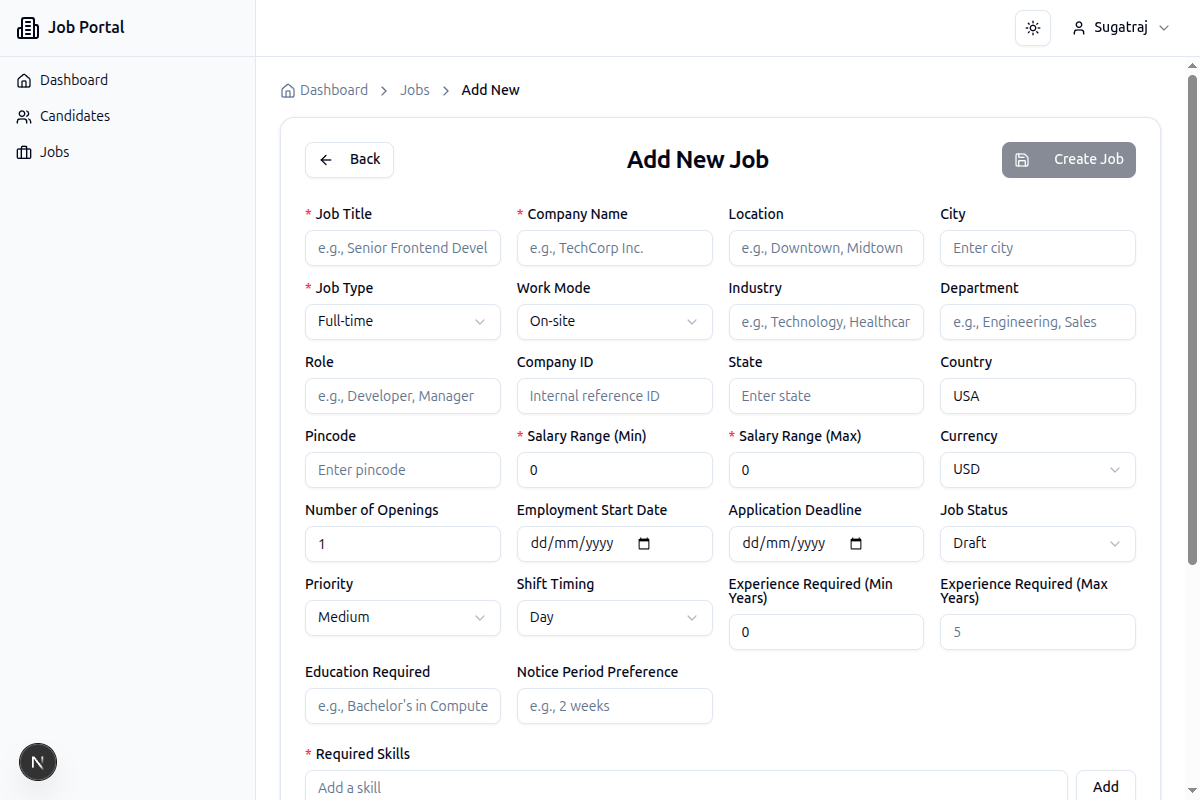 Job Portal
Sugatraj
Dashboard
Candidates
Jobs
Dashboard > Jobs > Add New
Back
Add New Job
Create Job
* Job Title
* Company Name
Location
City
e.g., Senior Frontend Devel
e.g., TechCorp Inc.
e.g., Downtown, Midtown
Enter city
* Job Type
Work Mode
Industry
Department
Full-time
On-site
e.g., Technology, Healthcar
e.g., Engineering, Sales
Role
Company ID
State
Country
e.g., Developer, Manager
Internal reference ID
Enter state
USA
Pincode
* Salary Range (Min)
* Salary Range (Max)
Currency
Enter pincode
0
0
USD
Number of Openings
Employment Start Date
Application Deadline
Job Status
1
dd/mm/yyyy
dd/mm/yyyy
Draft
Priority
Shift Timing
Experience Required (Min
Years)
Experience Required (Max
Years)
Medium
Day
0
5
Education Required
Notice Period Preference
e.g., Bachelor's in Compute
e.g., 2 weeks
* Required Skills
Add a skill
Add
N